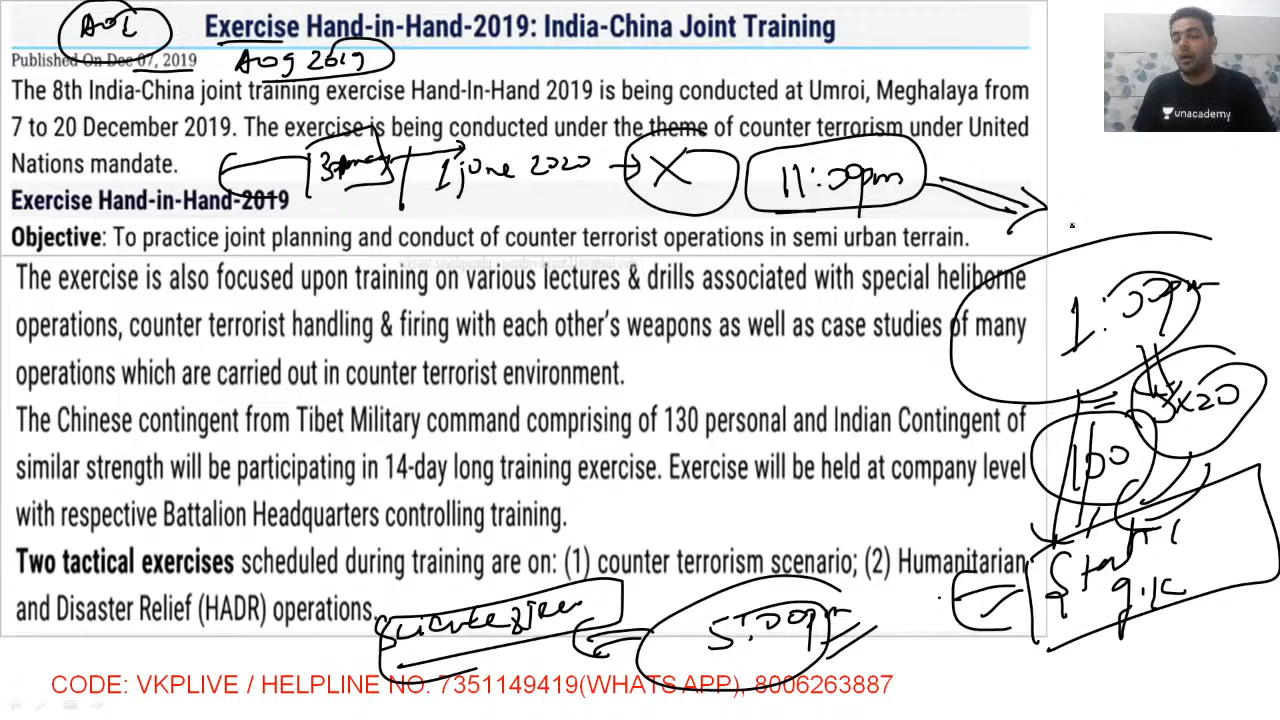 AOL
Exercise Hand-in-Hand-2019: India-China Joint Training
Published On Dec 07, 2019
Aug 2019
unacademy
The 8th India-China joint training exercise Hand-In-Hand 2019 is being conducted at Umroi, Meghalaya from
7 to 20 December 2019. The exercise is being conducted under the theme of counter terrorism under United
Nations mandate.
1 june 2020
X
11:00pm
Exercise Hand-in-Hand-2019
Objective: To practice joint planning and conduct of counter terrorist operations in semi urban terrain.
The exercise is also focused upon training on various lectures & drills associated with special heliborne
operations, counter terrorist handling & firing with each other's weapons as well as case studies of many
operations which are carried out in counter terrorist environment.
1:00pm
5x20
100
The Chinese contingent from Tibet Military command comprising of 130 personal and Indian Contingent of
similar strength will be participating in 14-day long training exercise. Exercise will be held at company level
with respective Battalion Headquarters controlling training.
Two tactical exercises scheduled during training are on: (1) counter terrorism scenario; (2) Humanitarian
and Disaster Relief (HADR) operations.
g.k
5:00pm
CODE: VKPLIVE / HELPLINE NO. 7351149419(WHATS APP), 8006263887